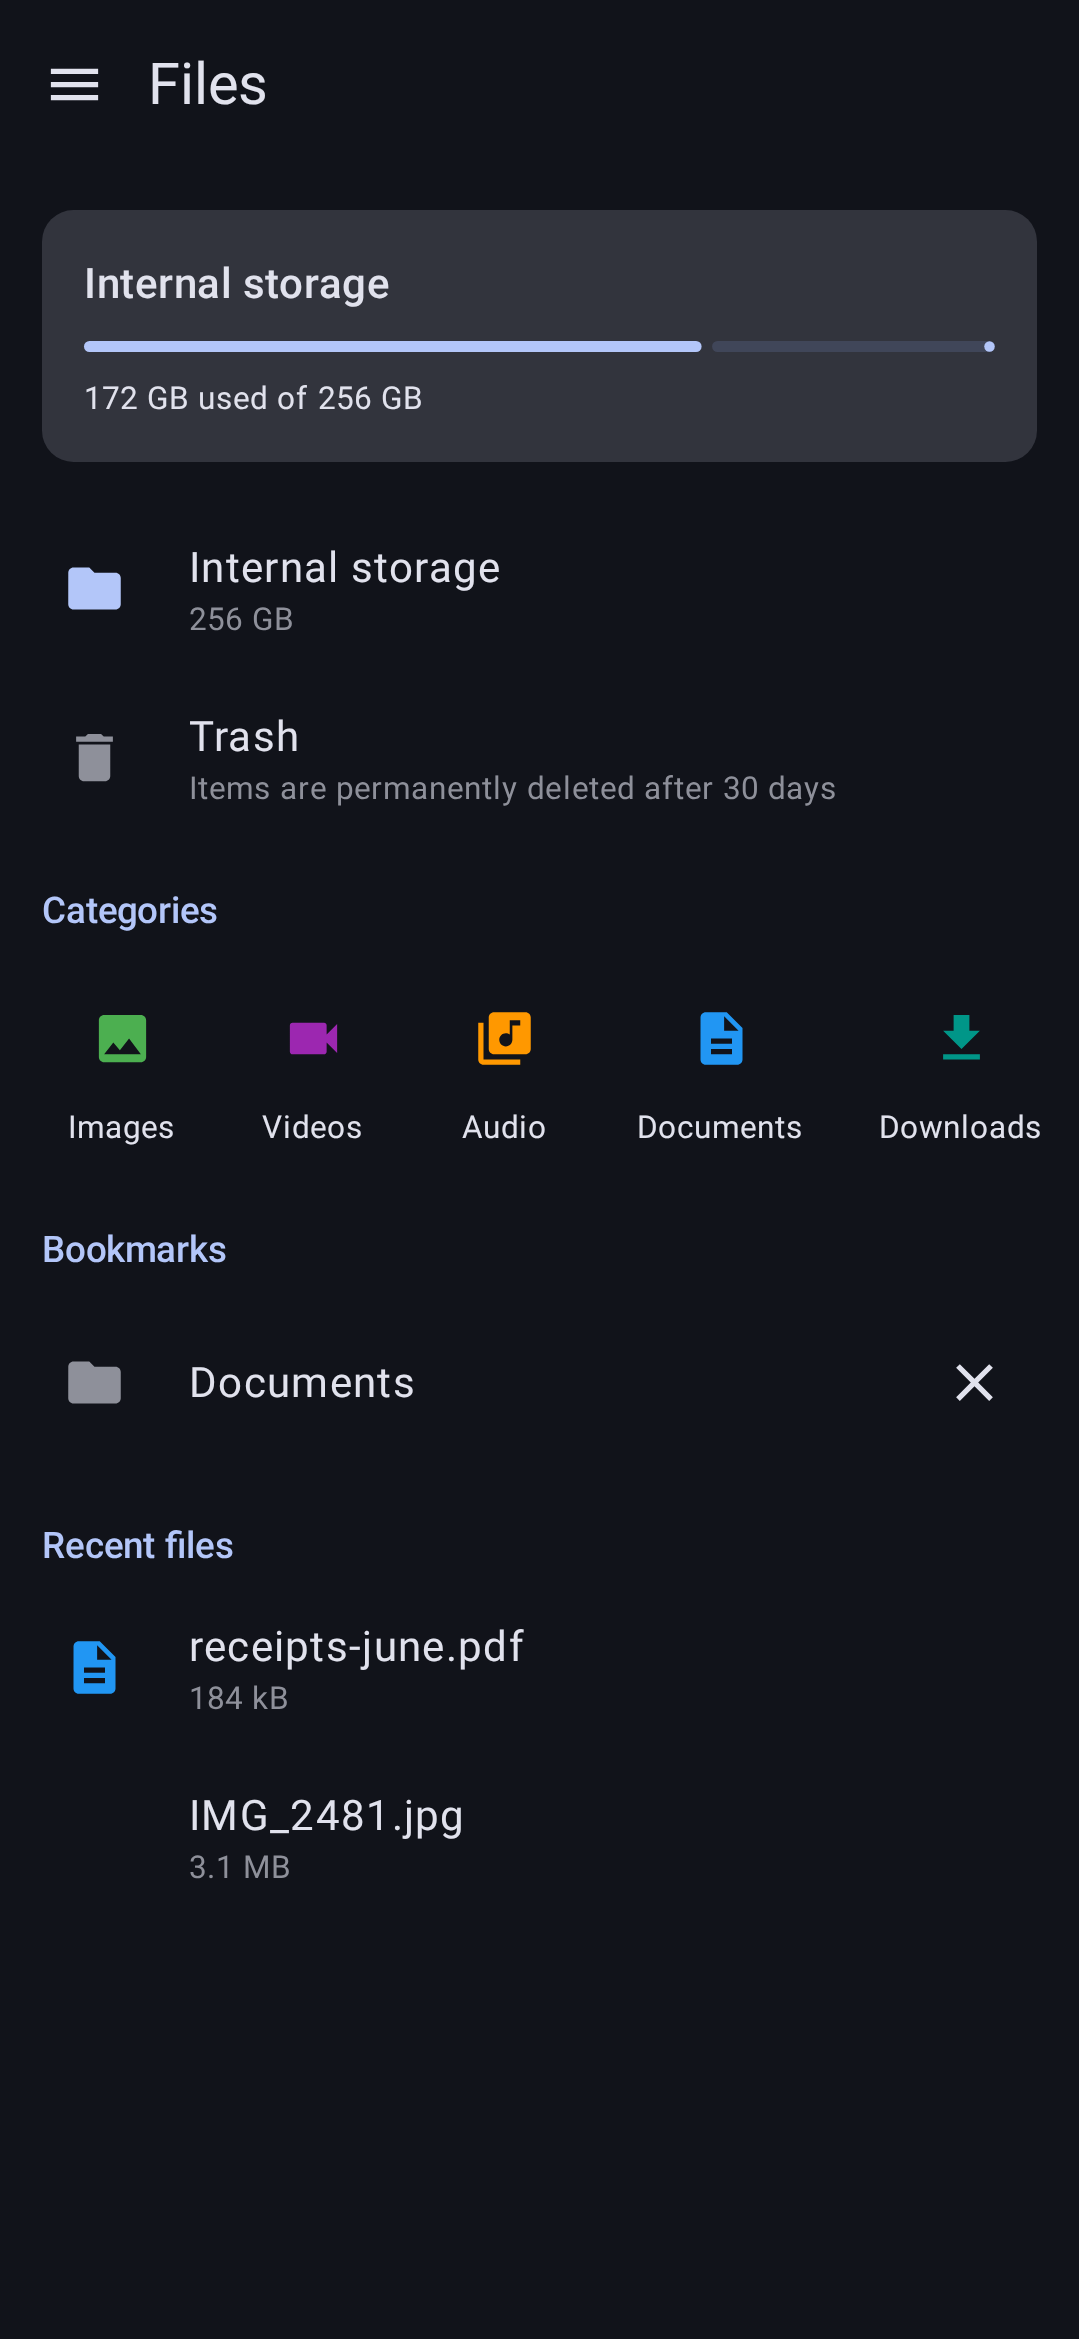 Files
Internal storage
172 GB used of 256 GB
Internal storage
256 GB
Trash
Items are permanently deleted after 30 days
Categories
Images Videos Audio Documents Downloads
Bookmarks
Documents
Recent files
receipts-june.pdf
184 kB
IMG_2481.jpg
3.1 MB